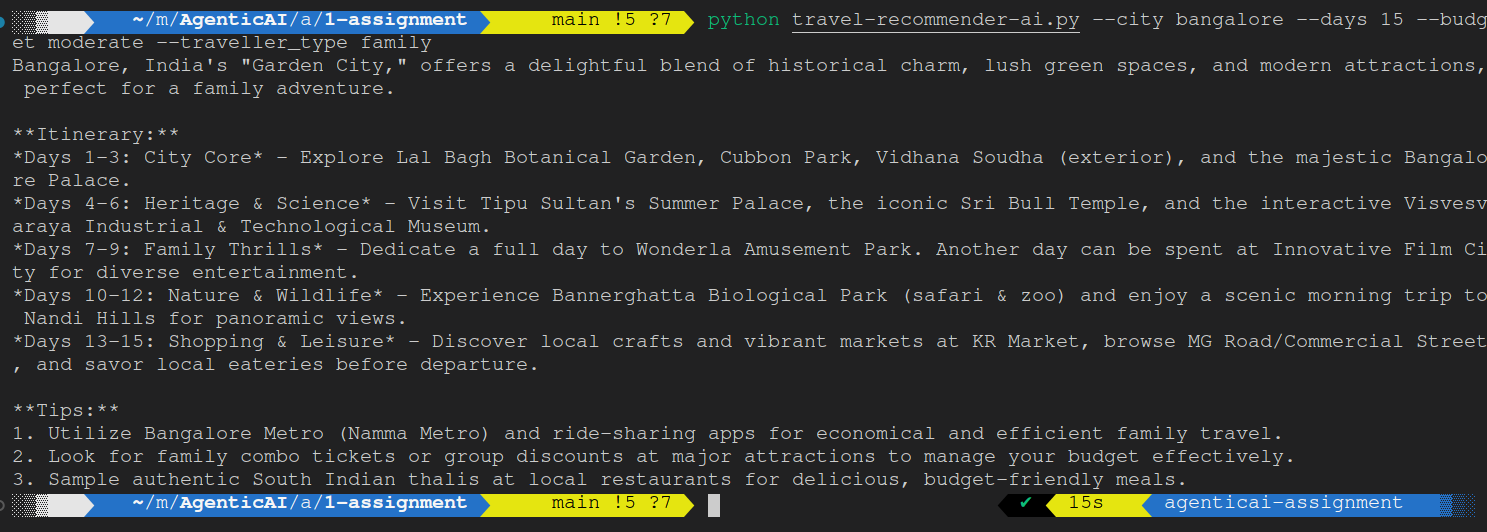 ~/m/AgenticAI/a/1-assignment main !5 ?7 python travel-recommender-ai.py --city bangalore --days 15 --budg
et moderate --traveller_type family
Bangalore, India's "Garden City," offers a delightful blend of historical charm, lush green spaces, and modern attractions,
 perfect for a family adventure.

**Itinerary:**
*Days 1-3: City Core* - Explore Lal Bagh Botanical Garden, Cubbon Park, Vidhana Soudha (exterior), and the majestic Bangalo
re Palace.
*Days 4-6: Heritage & Science* - Visit Tipu Sultan's Summer Palace, the iconic Sri Bull Temple, and the interactive Visvesv
araya Industrial & Technological Museum.
*Days 7-9: Family Thrills* - Dedicate a full day to Wonderla Amusement Park. Another day can be spent at Innovative Film Ci
ty for diverse entertainment.
*Days 10-12: Nature & Wildlife* - Experience Bannerghatta Biological Park (safari & zoo) and enjoy a scenic morning trip to
 Nandi Hills for panoramic views.
*Days 13-15: Shopping & Leisure* - Discover local crafts and vibrant markets at KR Market, browse MG Road/Commercial Street
, and savor local eateries before departure.

**Tips:**
1. Utilize Bangalore Metro (Namma Metro) and ride-sharing apps for economical and efficient family travel.
2. Look for family combo tickets or group discounts at major attractions to manage your budget effectively.
3. Sample authentic South Indian thalis at local restaurants for delicious, budget-friendly meals.
~/m/AgenticAI/a/1-assignment main !5 ?7 ✔ 15s agenticai-assignment